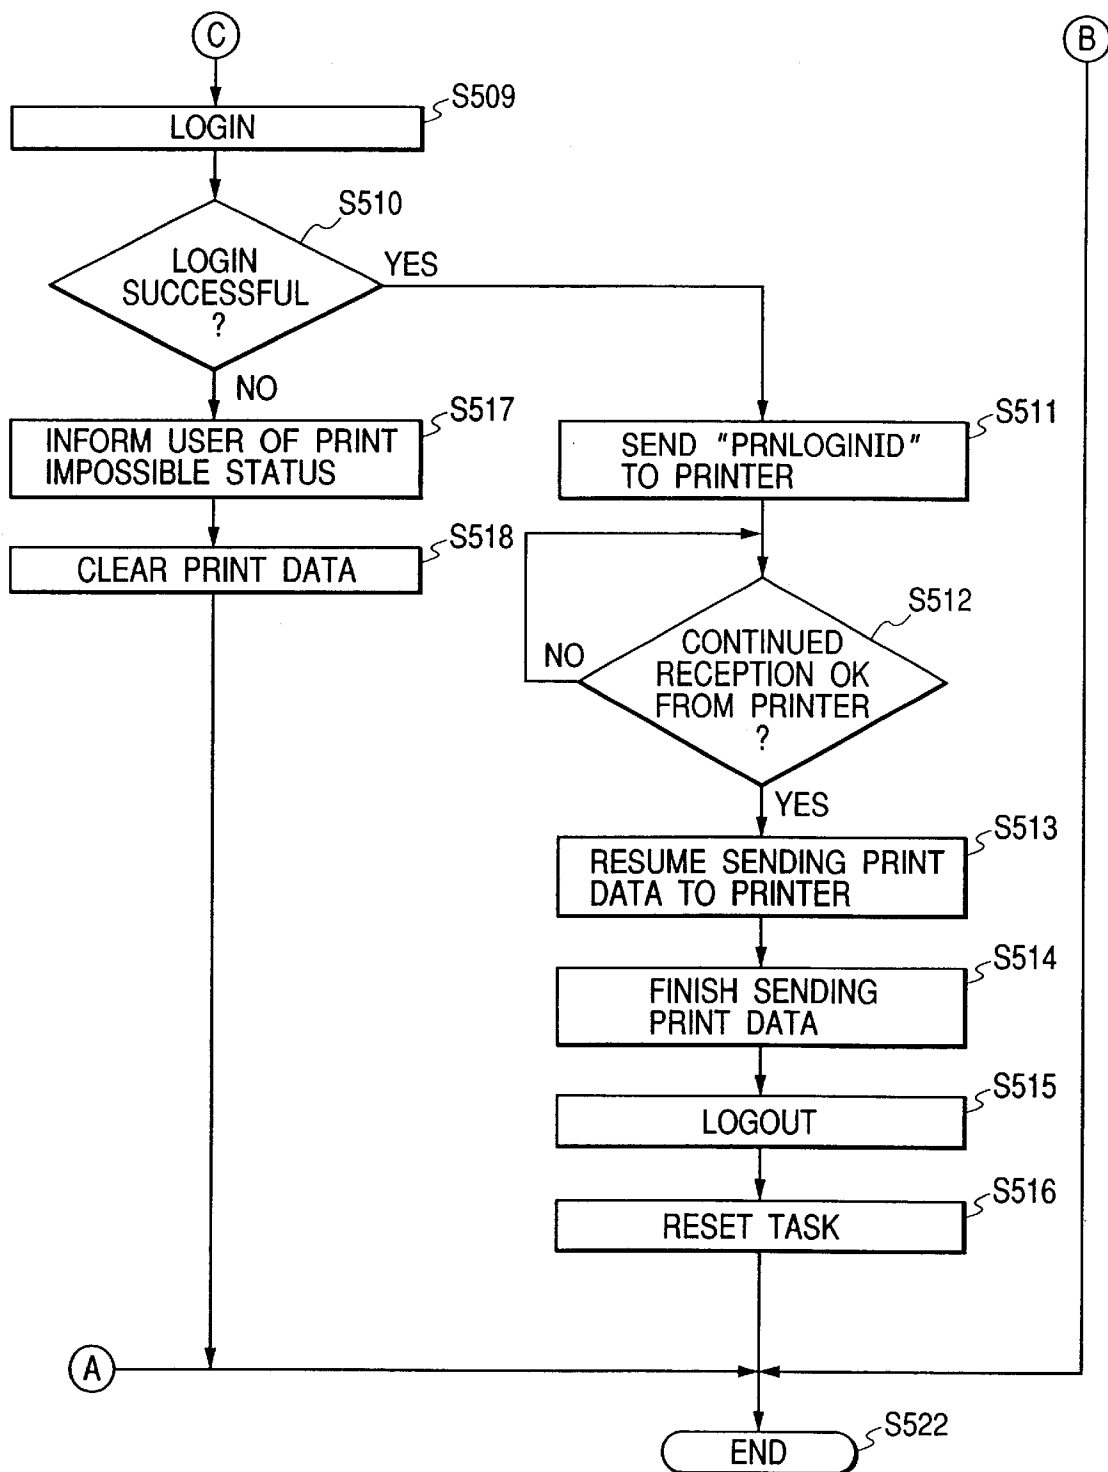 C
B
S509
LOGIN
S510
LOGIN
SUCCESSFUL
?
YES
NO
S517
INFORM USER OF PRINT
IMPOSSIBLE STATUS
S518
CLEAR PRINT DATA
S511
SEND "PRNLOGINID"
TO PRINTER
S512
CONTINUED
RECEPTION OK
FROM PRINTER
?
NO
YES
S513
RESUME SENDING PRINT
DATA TO PRINTER
S514
FINISH SENDING
PRINT DATA
S515
LOGOUT
S516
RESET TASK
A
S522
END